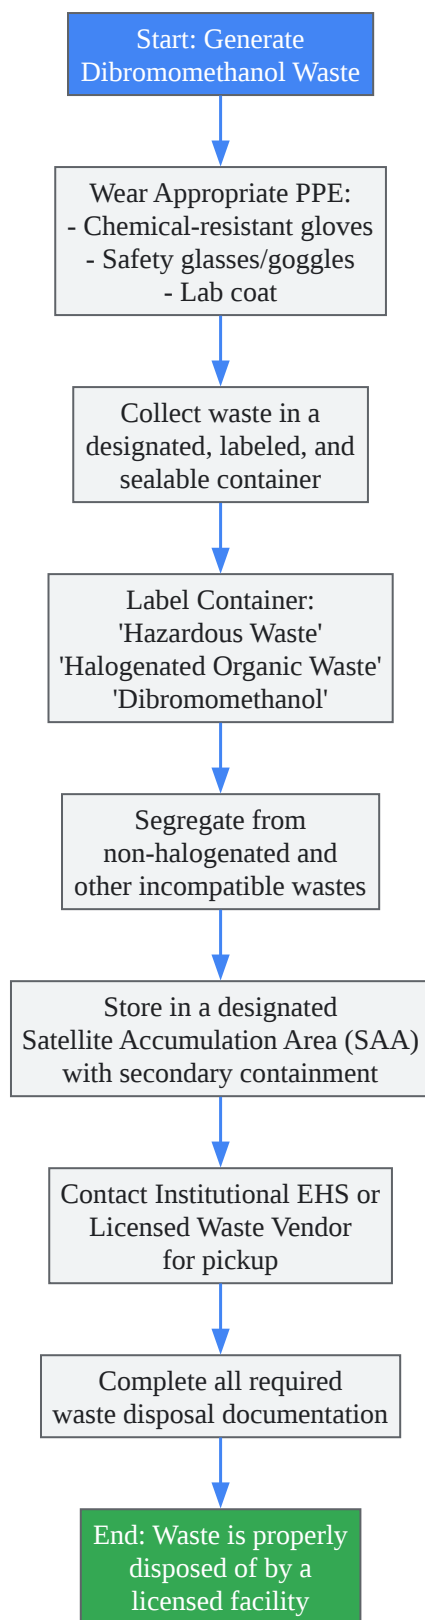 Start: Generate
Dibromomethanol Waste
Wear Appropriate PPE:
- Chemical-resistant gloves
- Safety glasses/goggles
- Lab coat
Collect waste in a
designated, labeled, and
sealable container
Label Container:
'Hazardous Waste'
'Halogenated Organic Waste'
'Dibromomethanol'
Segregate from
non-halogenated and
other incompatible wastes
Store in a designated
Satellite Accumulation Area (SAA)
with secondary containment
Contact Institutional EHS or
Licensed Waste Vendor
for pickup
Complete all required
waste disposal documentation
End: Waste is properly
disposed of by a
licensed facility